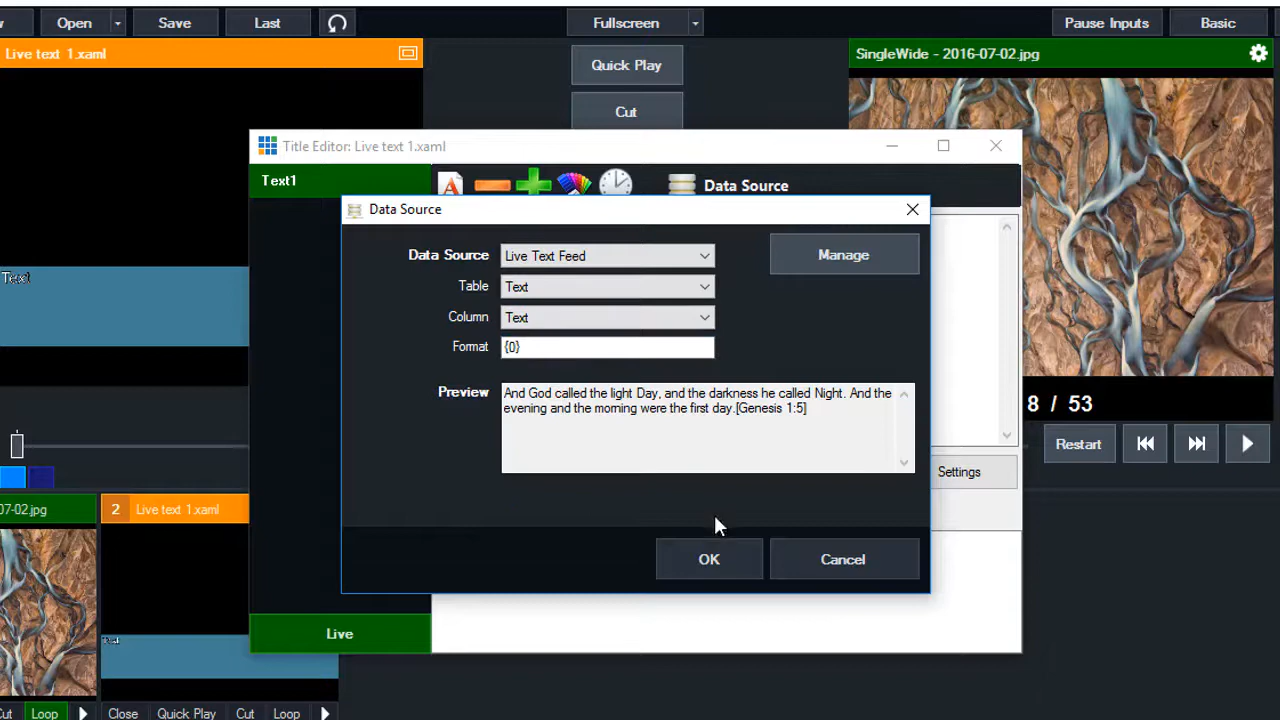 Open
Save
Last
Fullscreen
Pause Inputs
Basic
Live text 1.xaml
Quick Play
SingleWide - 2016-07-02.jpg
Cut
Title Editor: Live text 1.xaml
Text1
Data Source
Data Source
Data Source
Live Text Feed
Manage
Table
Text
Column
Text
Format
{0}
Text
Preview
And God called the light Day, and the darkness he called Night. And the
evening and the morning were the first day.[Genesis 1:5]
8 / 53
Restart
Settings
07-02.jpg
2
Live text 1.xaml
OK
Cancel
Live
Cut
Loop
Close
Quick Play
Cut
Loop